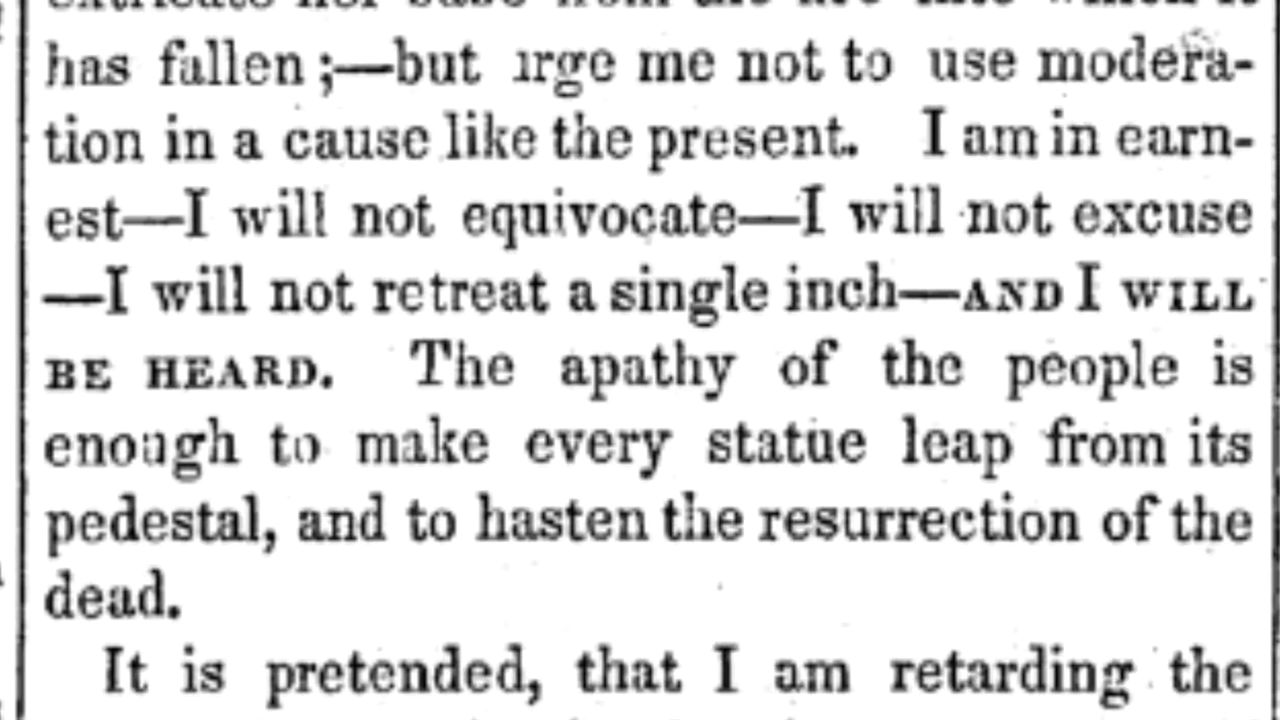 has fallen ;—but urge me not to use modera-
tion in a cause like the present. I am in earn-
est—I will not equivocate—I will not excuse
—I will not retreat a single inch—AND I WILL
BE HEARD. The apathy of the people is
enough to make every statue leap from its
pedestal, and to hasten the resurrection of the
dead.
It is pretended, that I am retarding the